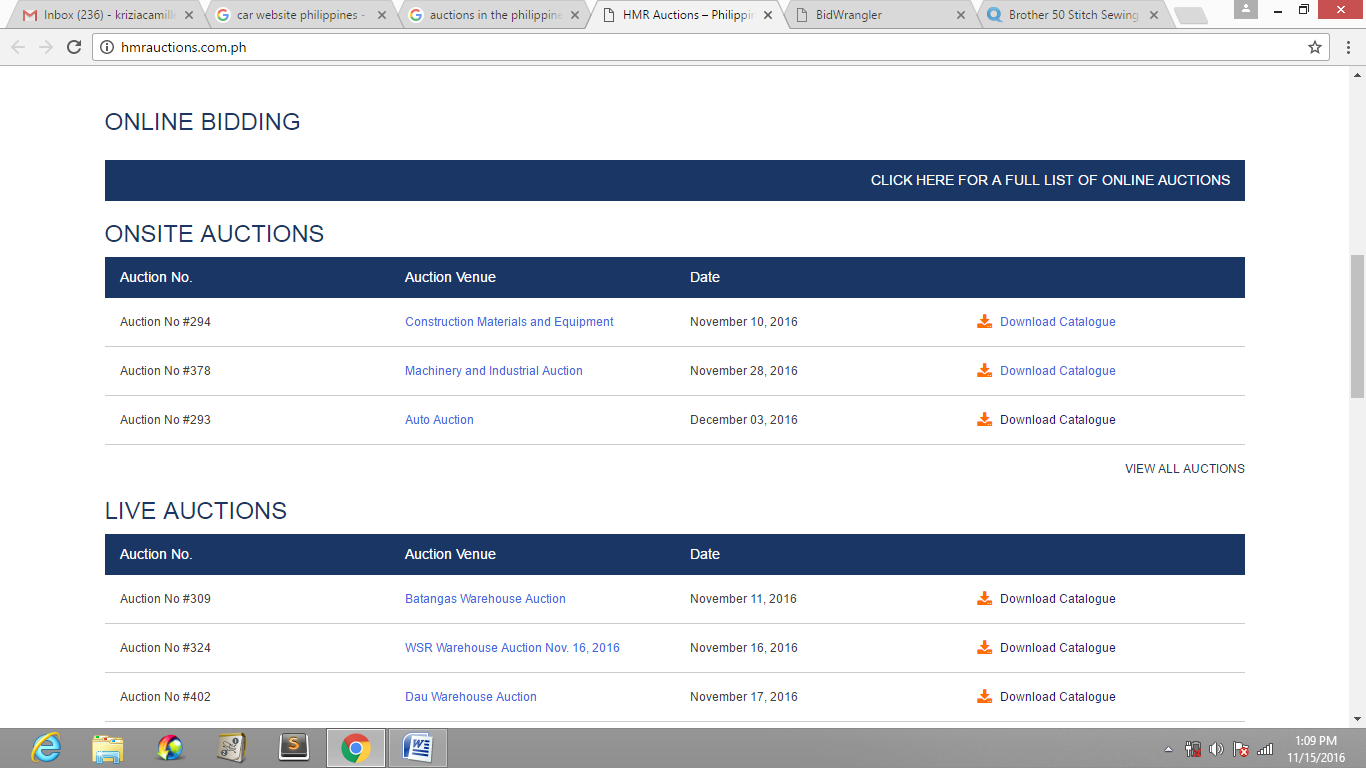 Inbox (236) - kriziacamille
car website philippines -
auctions in the philippine
HMR Auctions – Philippin
BidWrangler
Brother 50 Stitch Sewing
hmrauctions.com.ph
ONLINE BIDDING
CLICK HERE FOR A FULL LIST OF ONLINE AUCTIONS
ONSITE AUCTIONS
Auction No. Auction Venue Date
Auction No #294 Construction Materials and Equipment November 10, 2016 Download Catalogue
Auction No #378 Machinery and Industrial Auction November 28, 2016 Download Catalogue
Auction No #293 Auto Auction December 03, 2016 Download Catalogue
VIEW ALL AUCTIONS
LIVE AUCTIONS
Auction No. Auction Venue Date
Auction No #309 Batangas Warehouse Auction November 11, 2016 Download Catalogue
Auction No #324 WSR Warehouse Auction Nov. 16, 2016 November 16, 2016 Download Catalogue
Auction No #402 Dau Warehouse Auction November 17, 2016 Download Catalogue
1:09 PM
11/15/2016